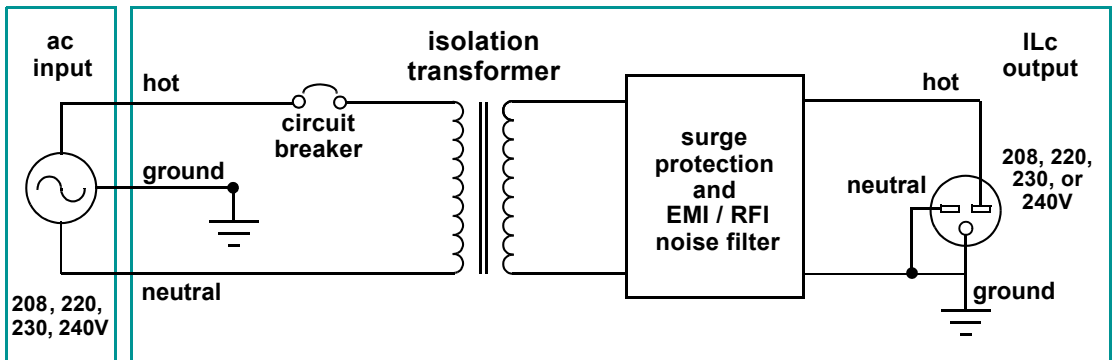 ac
input
hot
circuit
breaker
ground
neutral
208, 220,
230, 240V
isolation
transformer
surge
protection
and
EMI / RFI
noise filter
ILc
output
hot
neutral
208, 220,
230, or
240V
ground